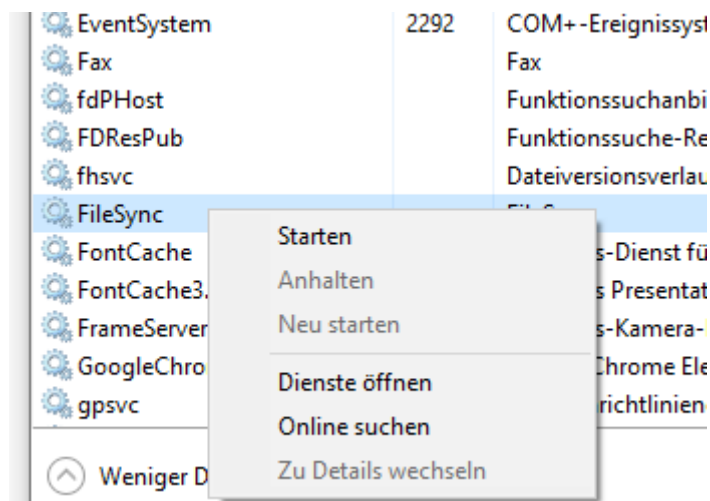 EventSystem 2292 COM+-Ereignissyst
Fax Fax
fdPHost Funktionssuchanbi
FDResPub Funktionssuche-Re
fhsvc Dateiversionsverlau
FileSync
FontCache s-Dienst fü
FontCache3. s Presentat
FrameServer s-Kamera-
GoogleChro Chrome Ele
gpsvc richtlinien
Weniger D
Starten
Anhalten
Neu starten
Dienste öffnen
Online suchen
Zu Details wechseln